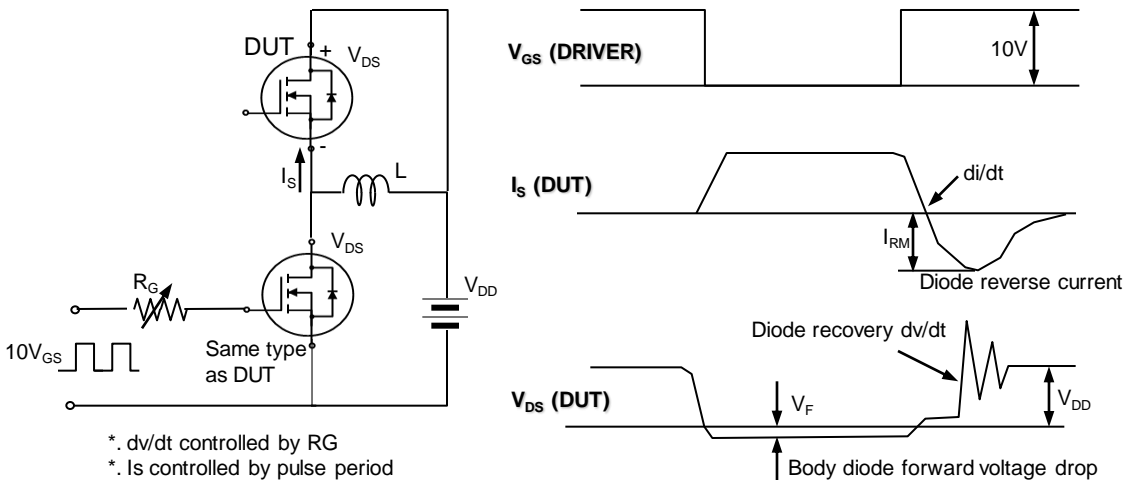 DUT
+
V_DS
-
I_S
L
V_DS
R_G
V_DD
10V_GS
Same type
as DUT
*. dv/dt controlled by RG
*. Is controlled by pulse period
V_GS (DRIVER)
10V
I_S (DUT)
di/dt
I_RM
Diode reverse current
Diode recovery dv/dt
V_DS (DUT)
V_F
V_DD
Body diode forward voltage drop